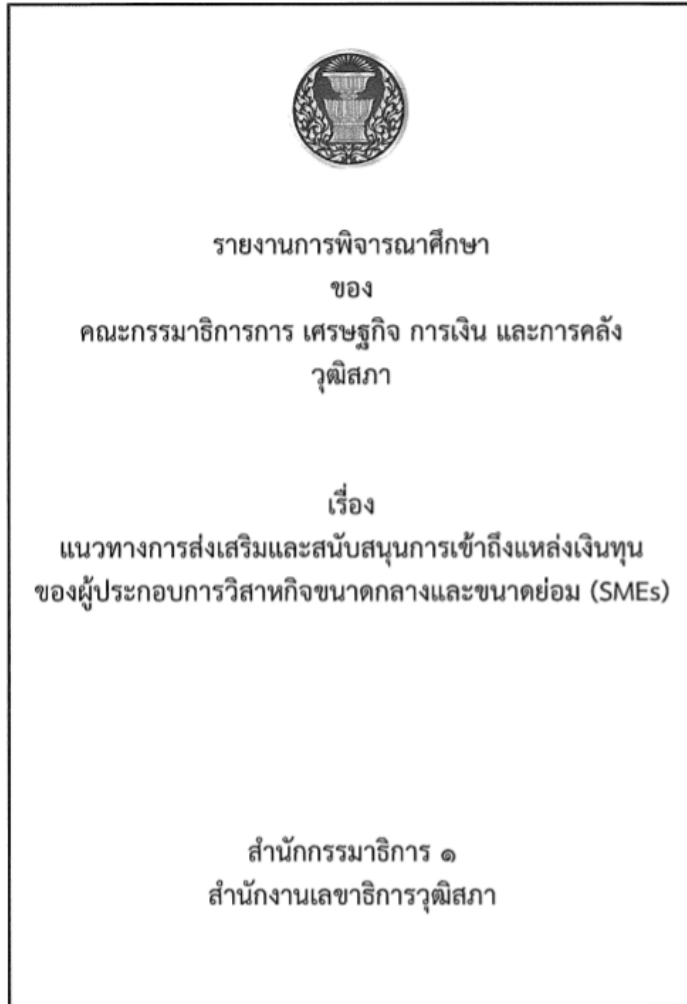 รายงานการพิจารณาศึกษา
ของ
คณะกรรมาธิการการ เศรษฐกิจ การเงิน และการคลัง
วุฒิสภา
เรื่อง
แนวทางการส่งเสริมและสนับสนุนการเข้าถึงแหล่งเงินทุน
ของผู้ประกอบการวิสาหกิจขนาดกลางและขนาดย่อม (SMEs)
สำนักกรรมาธิการ ๑
สำนักงานเลขาธิการวุฒิสภา